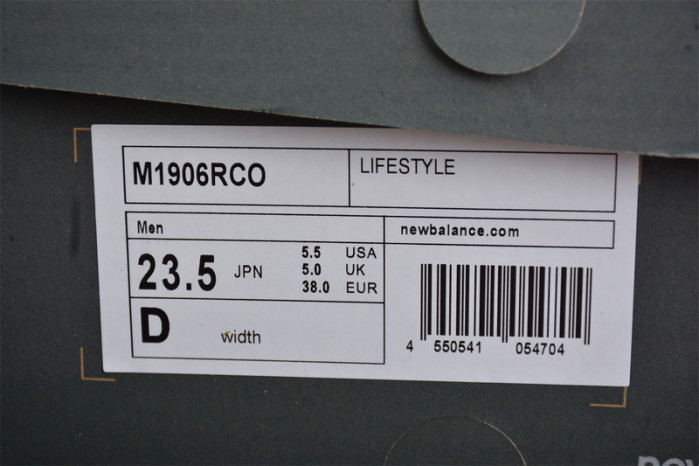 M1906RCO
LIFESTYLE
Men
newbalance.com
23.5 JPN
5.5 USA
5.0 UK
38.0 EUR
D width
4 550541 054704